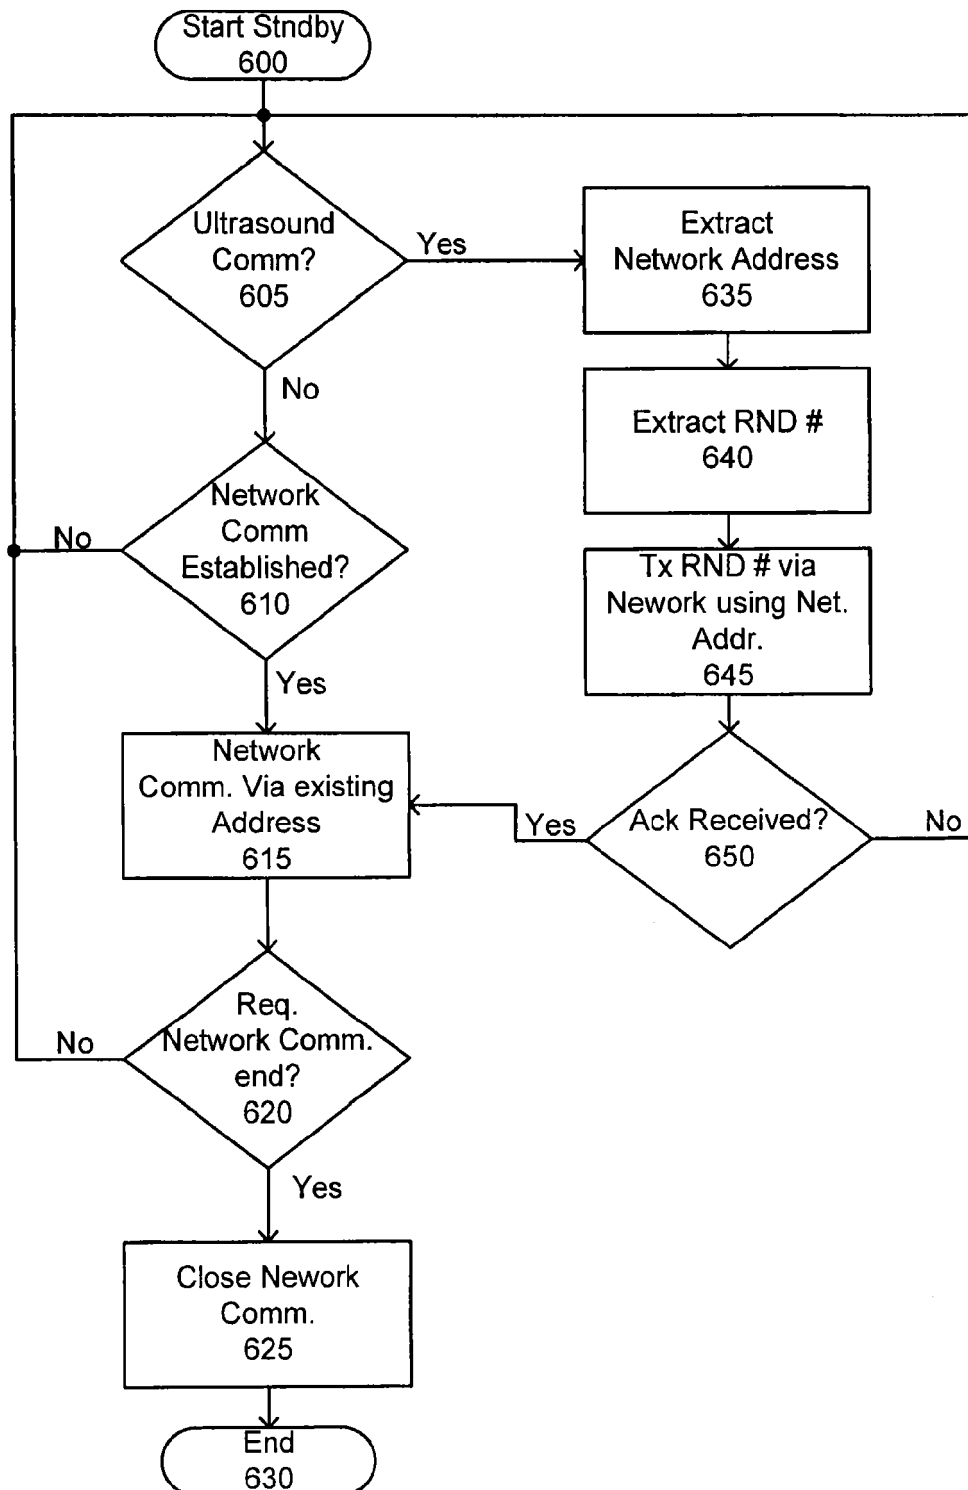 Start Stndby
600
Ultrasound
Comm?
605
Yes
No
Extract
Network Address
635
Extract RND #
640
Tx RND # via
Nework using Net.
Addr.
645
Network
Comm
Established?
610
No
Yes
Network
Comm. Via existing
Address
615
Yes
Ack Received?
650
No
Req.
Network Comm.
end?
620
No
Yes
Close Nework
Comm.
625
End
630